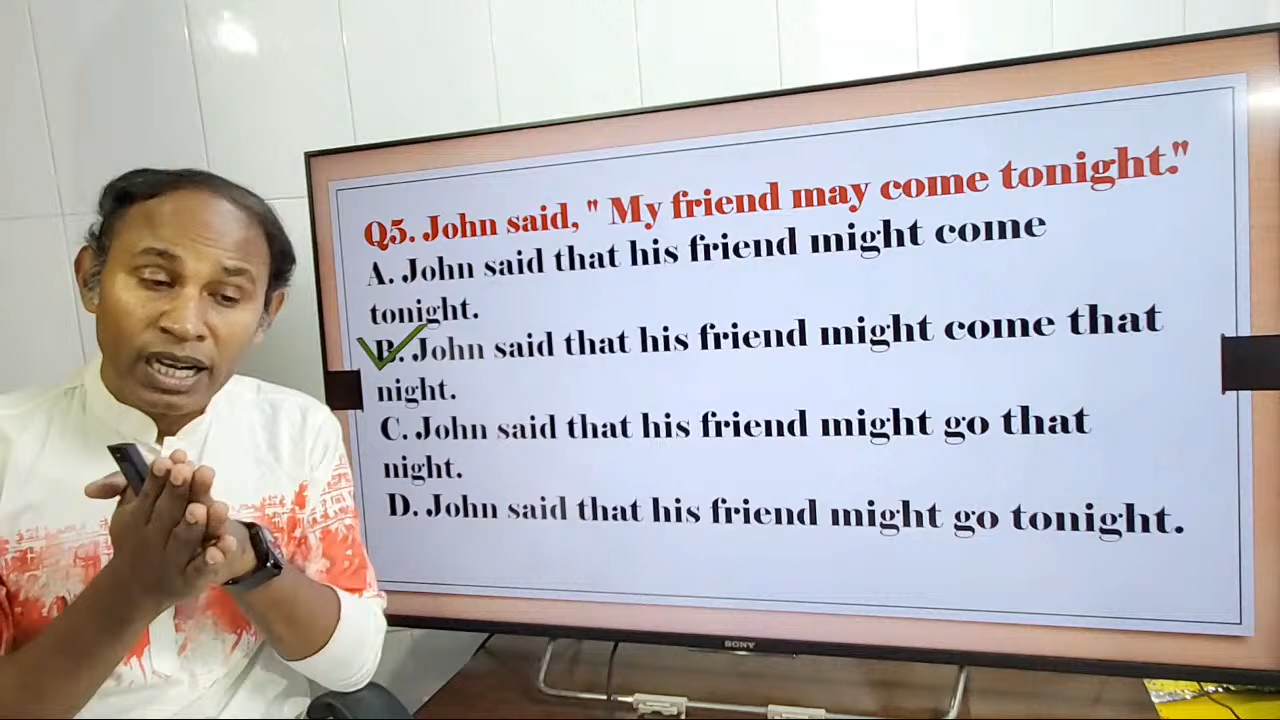 Q5. John said, " My friend may come tonight."
A. John said that his friend might come
tonight.
B. John said that his friend might come that
night.
C. John said that his friend might go that
night.
D. John said that his friend might go tonight.
SONY